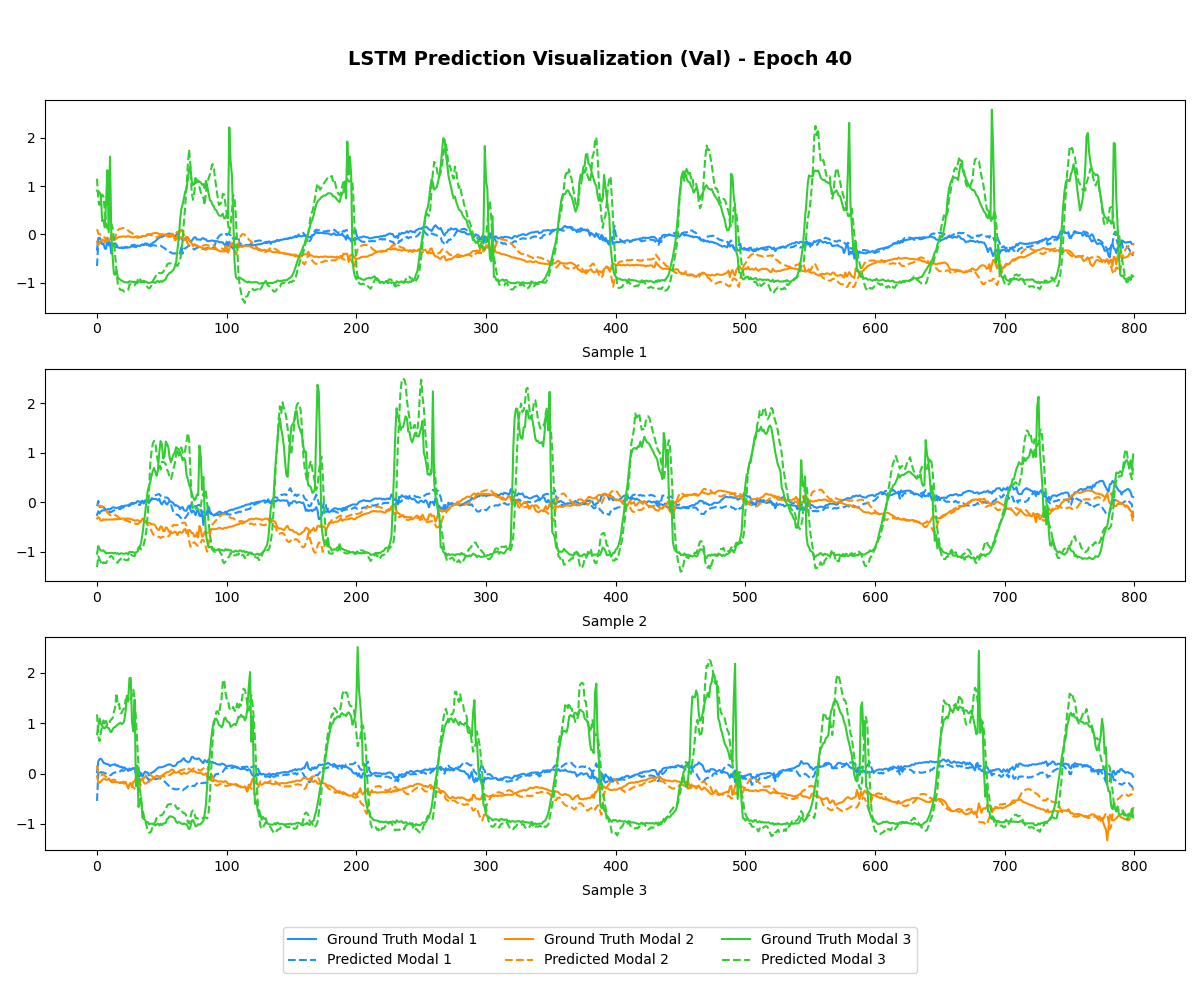 LSTM Prediction Visualization (Val) - Epoch 40
2
1
0
−1
0 100 200 300 400 500 600 700 800
Sample 1
2
1
0
−1
0 100 200 300 400 500 600 700 800
Sample 2
2
1
0
−1
0 100 200 300 400 500 600 700 800
Sample 3
Ground Truth Modal 1 Ground Truth Modal 2 Ground Truth Modal 3
Predicted Modal 1 Predicted Modal 2 Predicted Modal 3